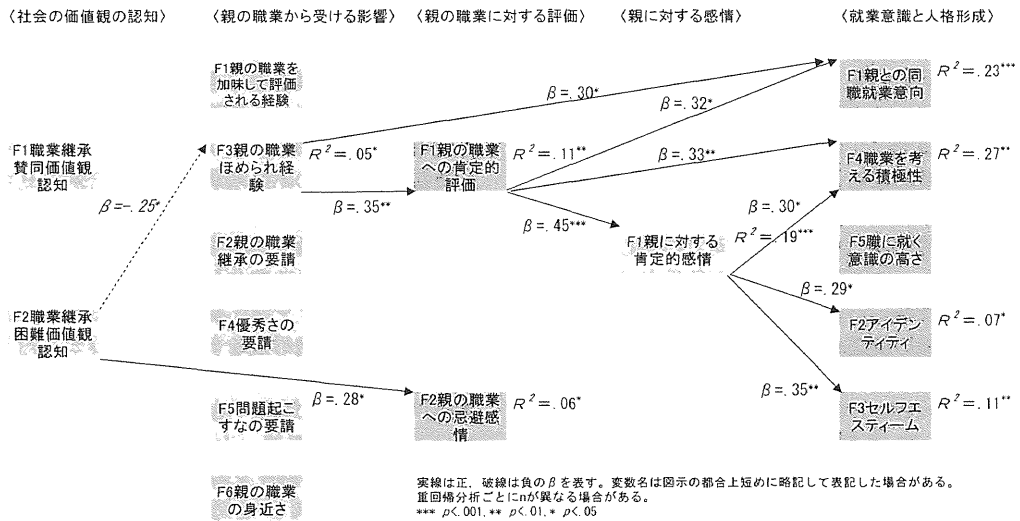 〈社会の価値観の認知〉
〈親の職業から受ける影響〉
〈親の職業に対する評価〉
〈親に対する感情〉
〈就業意識と人格形成〉
F1職業継承
賛同価値観
認知
F2職業継承
困難価値観
認知
β=-.25*
F1親の職業を
加味して評価
される経験
F3親の職業
ほめられ経
験
R²=.05*
F2親の職業
継承の要請
F4優秀さの
要請
F5問題起こ
すなの要請
F6親の職業
の身近さ
β=.30*
β=.35**
β=.28*
F1親の職業
への肯定的
評価
R²=.11**
F2親の職業
への忌避感
情
R²=.06*
β=.32*
β=.33**
β=.45***
F1親に対する
肯定的感情
R²=.19***
β=.30*
β=.29*
β=.35**
F1親との同
職就業意向
R²=.23***
F4職業を考
える積極性
R²=.27**
F5職に就く
意識の高さ
F2アイデン
ティティ
R²=.07*
F3セルフエ
スティーム
R²=.11**
実線は正，破線は負のβを表す。変数名は図示の都合上短めに略記して表記した場合がある。
重回帰分析ごとにnが異なる場合がある。
*** p<.001,** p<.01,* p<.05